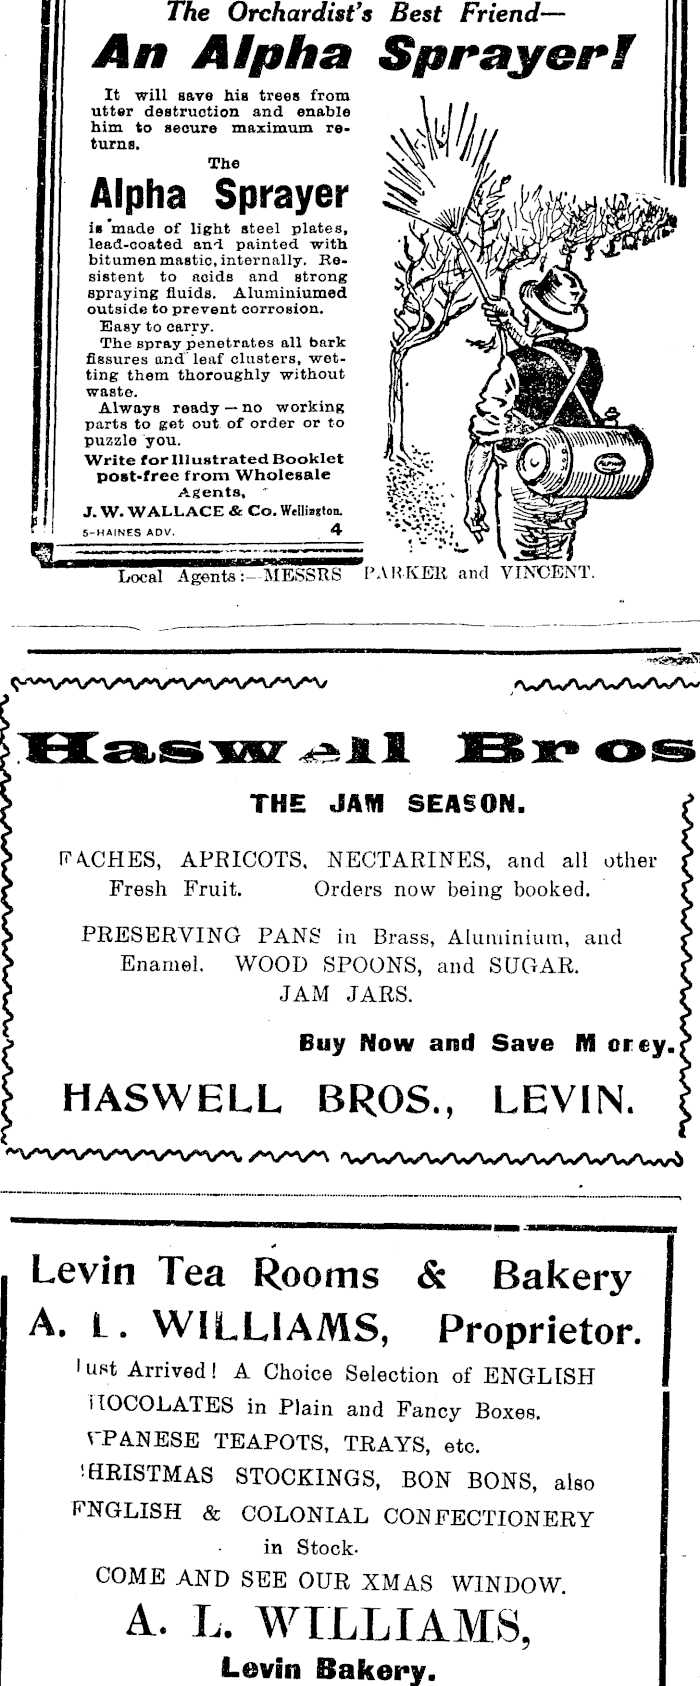 The Orchardist's Best Friend—
An Alpha Sprayer!
It will save his trees from
utter destruction and enable
him to secure maximum re-
turns.
The
Alpha Sprayer
is made of light steel plates,
lead-coated and painted with
bitumen mastic, internally. Re-
sistent to acids and strong
spraying fluids. Aluminiumed
outside to prevent corrosion.
Easy to carry.
The spray penetrates all bark
fissures and leaf clusters, wet-
ting them thoroughly without
waste.
Always ready — no working
parts to get out of order or to
puzzle you.
Write for Illustrated Booklet
post-free from Wholesale
Agents,
J. W. WALLACE & Co. Wellington.
5-HAINES ADV. 4
ALPHA
Local Agents:—MESSRS PARKER and VINCENT.
Haswell Bros
THE JAM SEASON.
EACHES, APRICOTS, NECTARINES, and all other
Fresh Fruit. Orders now being booked.
PRESERVING PANS in Brass, Aluminium, and
Enamel. WOOD SPOONS, and SUGAR.
JAM JARS.
Buy Now and Save Money.
HASWELL BROS., LEVIN.
Levin Tea Rooms & Bakery
A. L. WILLIAMS, Proprietor.
Just Arrived! A Choice Selection of ENGLISH
HOCOLATES in Plain and Fancy Boxes.
APANESE TEAPOTS, TRAYS, etc.
CHRISTMAS STOCKINGS, BON BONS, also
ENGLISH & COLONIAL CONFECTIONERY
in Stock.
COME AND SEE OUR XMAS WINDOW.
A. L. WILLIAMS,
Levin Bakery.